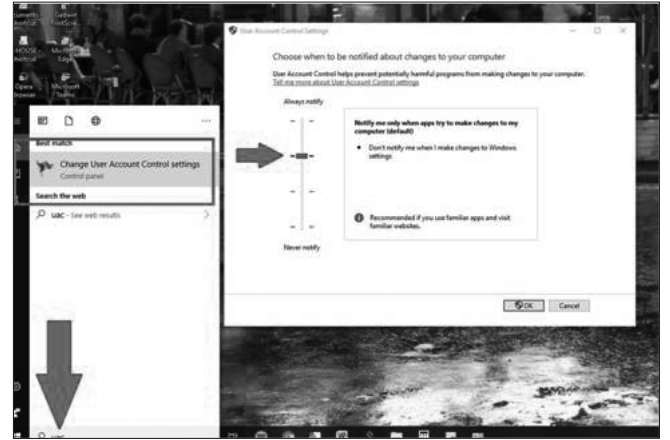 Gadwin
Microsoft
Edge
Opera
Browser
Microsoft
Teams
Best match
Change User Account Control settings
Control panel
Search the web
uac - See web results
uac
User Account Control Settings
Choose when to be notified about changes to your computer
User Account Control helps prevent potentially harmful programs from making changes to your computer.
Tell me more about User Account Control settings
Always notify
Notify me only when apps try to make changes to my
computer (default)
• Don't notify me when I make changes to Windows
settings
Recommended if you use familiar apps and visit
familiar websites.
Never notify
OK
Cancel